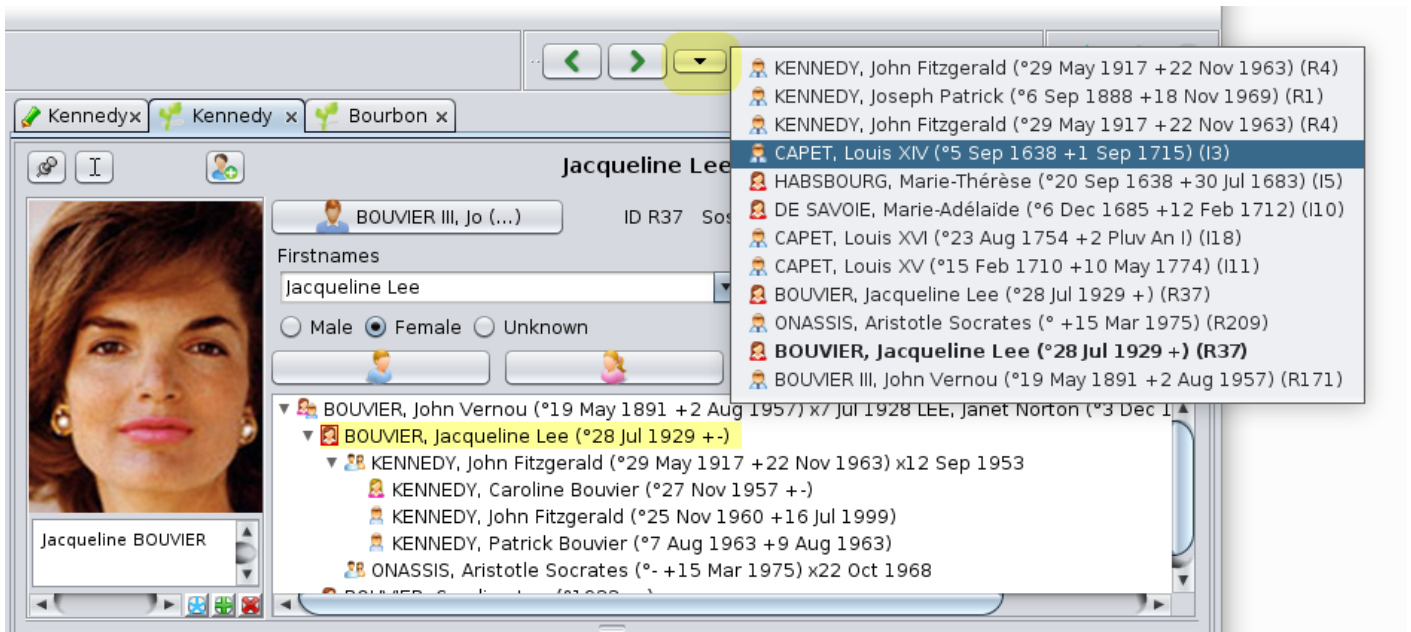 KENNEDY, John Fitzgerald (°29 May 1917 +22 Nov 1963) (R4)
KENNEDY, Joseph Patrick (°6 Sep 1888 +18 Nov 1969) (R1)
KENNEDY, John Fitzgerald (°29 May 1917 +22 Nov 1963) (R4)
CAPET, Louis XIV (°5 Sep 1638 +1 Sep 1715) (I3)
HABSBOURG, Marie-Thérèse (°20 Sep 1638 +30 Jul 1683) (I5)
DE SAVOIE, Marie-Adélaïde (°6 Dec 1685 +12 Feb 1712) (I10)
CAPET, Louis XVI (°23 Aug 1754 +2 Pluv An I) (I18)
CAPET, Louis XV (°15 Feb 1710 +10 May 1774) (I11)
BOUVIER, Jacqueline Lee (°28 Jul 1929 +) (R37)
ONASSIS, Aristotle Socrates (° +15 Mar 1975) (R209)
BOUVIER, Jacqueline Lee (°28 Jul 1929 +) (R37)
BOUVIER III, John Vernou (°19 May 1891 +2 Aug 1957) (R171)
Kennedy x Kennedy x Bourbon x
Jacqueline Lee
BOUVIER III, Jo (...) ID R37 Sos
Firstnames
Jacqueline Lee
Male Female Unknown
BOUVIER, John Vernou (°19 May 1891 +2 Aug 1957) x7 Jul 1928 LEE, Janet Norton (°3 Dec 1
BOUVIER, Jacqueline Lee (°28 Jul 1929 +-)
KENNEDY, John Fitzgerald (°29 May 1917 +22 Nov 1963) x12 Sep 1953
KENNEDY, Caroline Bouvier (°27 Nov 1957 +-)
KENNEDY, John Fitzgerald (°25 Nov 1960 +16 Jul 1999)
KENNEDY, Patrick Bouvier (°7 Aug 1963 +9 Aug 1963)
ONASSIS, Aristotle Socrates (°- +15 Mar 1975) x22 Oct 1968
Jacqueline BOUVIER